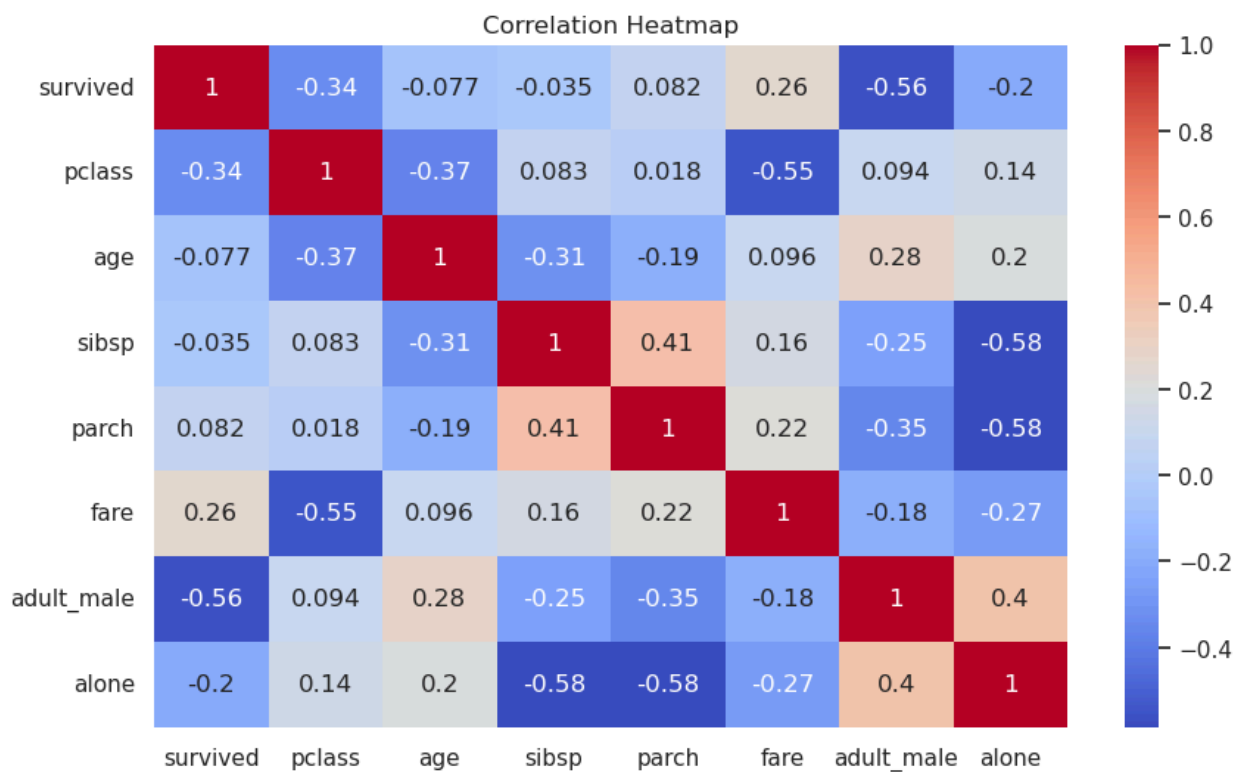 Correlation Heatmap
survived 1 -0.34 -0.077 -0.035 0.082 0.26 -0.56 -0.2
pclass -0.34 1 -0.37 0.083 0.018 -0.55 0.094 0.14
age -0.077 -0.37 1 -0.31 -0.19 0.096 0.28 0.2
sibsp -0.035 0.083 -0.31 1 0.41 0.16 -0.25 -0.58
parch 0.082 0.018 -0.19 0.41 1 0.22 -0.35 -0.58
fare 0.26 -0.55 0.096 0.16 0.22 1 -0.18 -0.27
adult_male -0.56 0.094 0.28 -0.25 -0.35 -0.18 1 0.4
alone -0.2 0.14 0.2 -0.58 -0.58 -0.27 0.4 1
survived pclass age sibsp parch fare adult_male alone
1.0
0.8
0.6
0.4
0.2
0.0
−0.2
−0.4